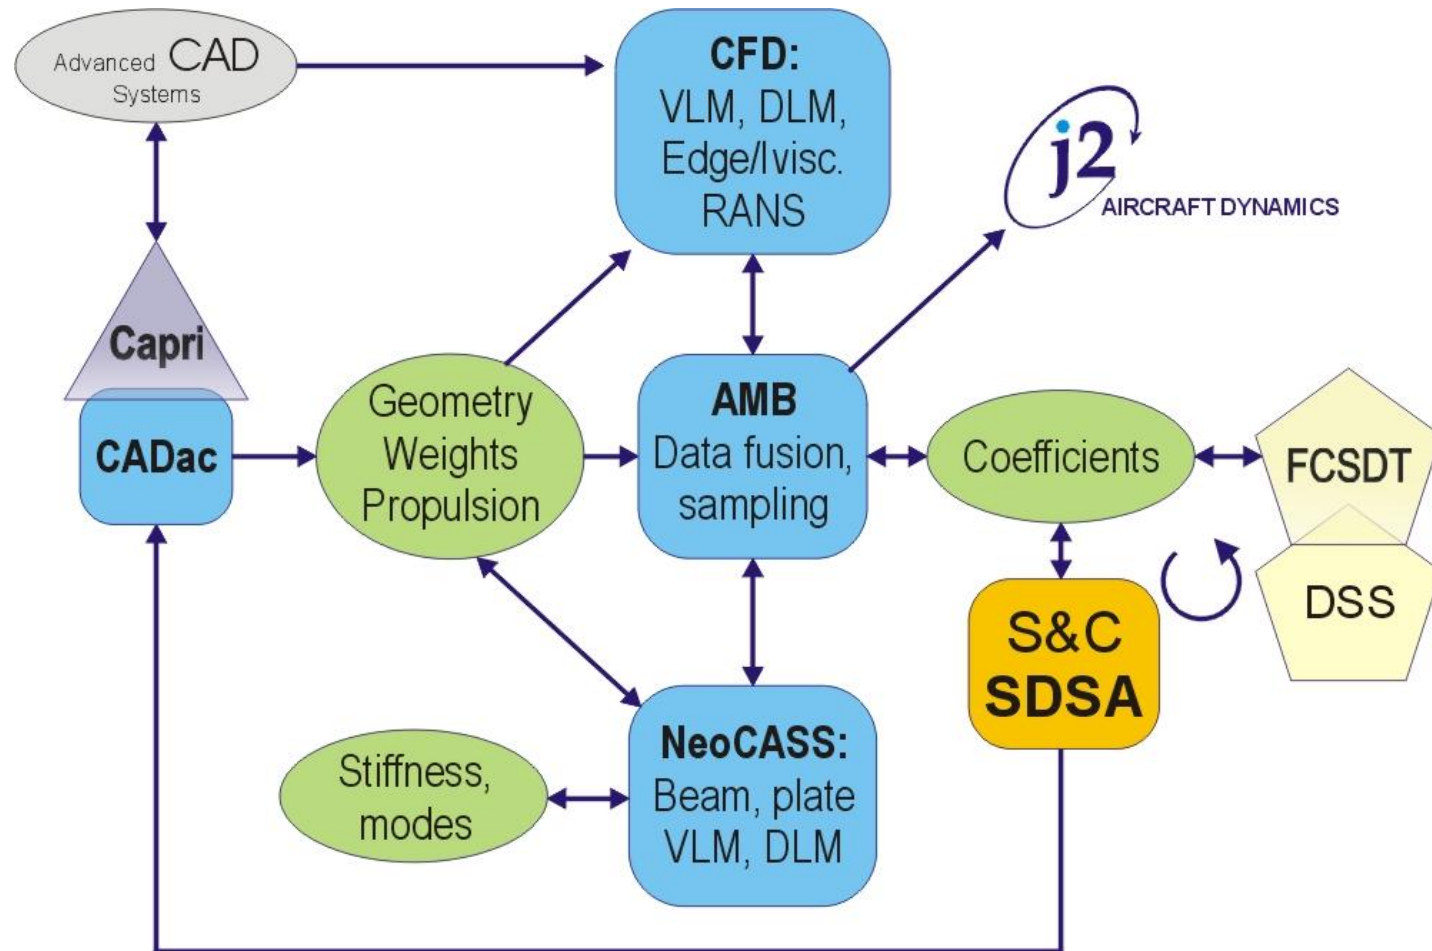 Advanced CAD
Systems
CFD:
VLM, DLM,
Edge/Ivisc.
RANS
j2
AIRCRAFT DYNAMICS
Capri
CADac
Geometry
Weights
Propulsion
AMB
Data fusion,
sampling
Coefficients
FCSDT
DSS
S&C
SDSA
Stiffness,
modes
NeoCASS:
Beam, plate
VLM, DLM